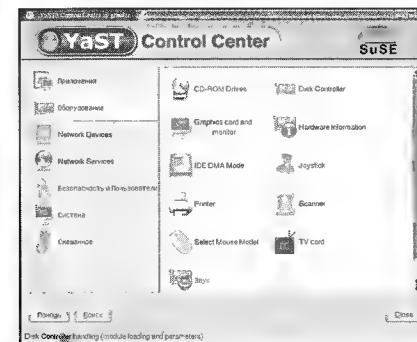 YaST Control Center
SuSE
Приложения
Оборудование
Network Devices
Network Services
Безопасность и Пользователи
Система
Смешанное
CD-ROM Drives
Disk Controller
Graphics card and
monitor
Hardware Information
IDE DMA Mode
Joystick
Printer
Scanner
Select Mouse Model
TV card
Звук
Помощь
Поиск
Close
Disk Controller handling (module loading and parameters)